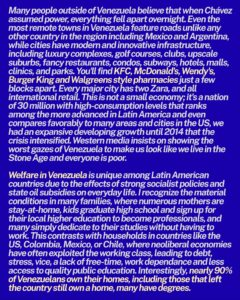 Many people outside of Venezuela believe that when Chávez
assumed power, everything fell apart overnight. Even the
most remote towns in Venezuela feature roads unlike any
other country in the region including Mexico and Argentina,
while cities have modern and innovative infrastructure,
including luxury complexes, golf courses, clubs, upscale
suburbs, fancy restaurants, condos, subways, hotels, malls,
clinics, and parks. You'll find KFC, McDonald's, Wendy's,
Burger King and Walgreens style pharmacies just a few
blocks apart. Every major city has two Zara, and all
international retail. This is not a small economy; it's a nation
of 30 million with high-consumption levels that ranks
among the more advanced in Latin America and even
compares favorably to many areas and cities in the US, we
had an expansive developing growth until 2014 that the
crisis intensified. Western media insists on showing the
worst gazes of Venezuela to make us look like we live in the
Stone Age and everyone is poor.
Welfare in Venezuela is unique among Latin American
countries due to the effects of strong socialist policies and
state oil subsidies on everyday life. I recognize the material
conditions in many families, where numerous mothers are
stay-at-home, kids graduate high school and sign up for
their local higher education to become professionals, and
many simply dedicate to their studies without having to
work. This contrasts with households in countries like the
US, Colombia, Mexico, or Chile, where neoliberal economies
have often exploited the working class, leading to debt,
stress, vice, a lack of free-time, work dependance and less
access to quality public education. Interestingly, nearly 90%
of Venezuelans own their homes, including those that left
the country still own a home, many have degrees.